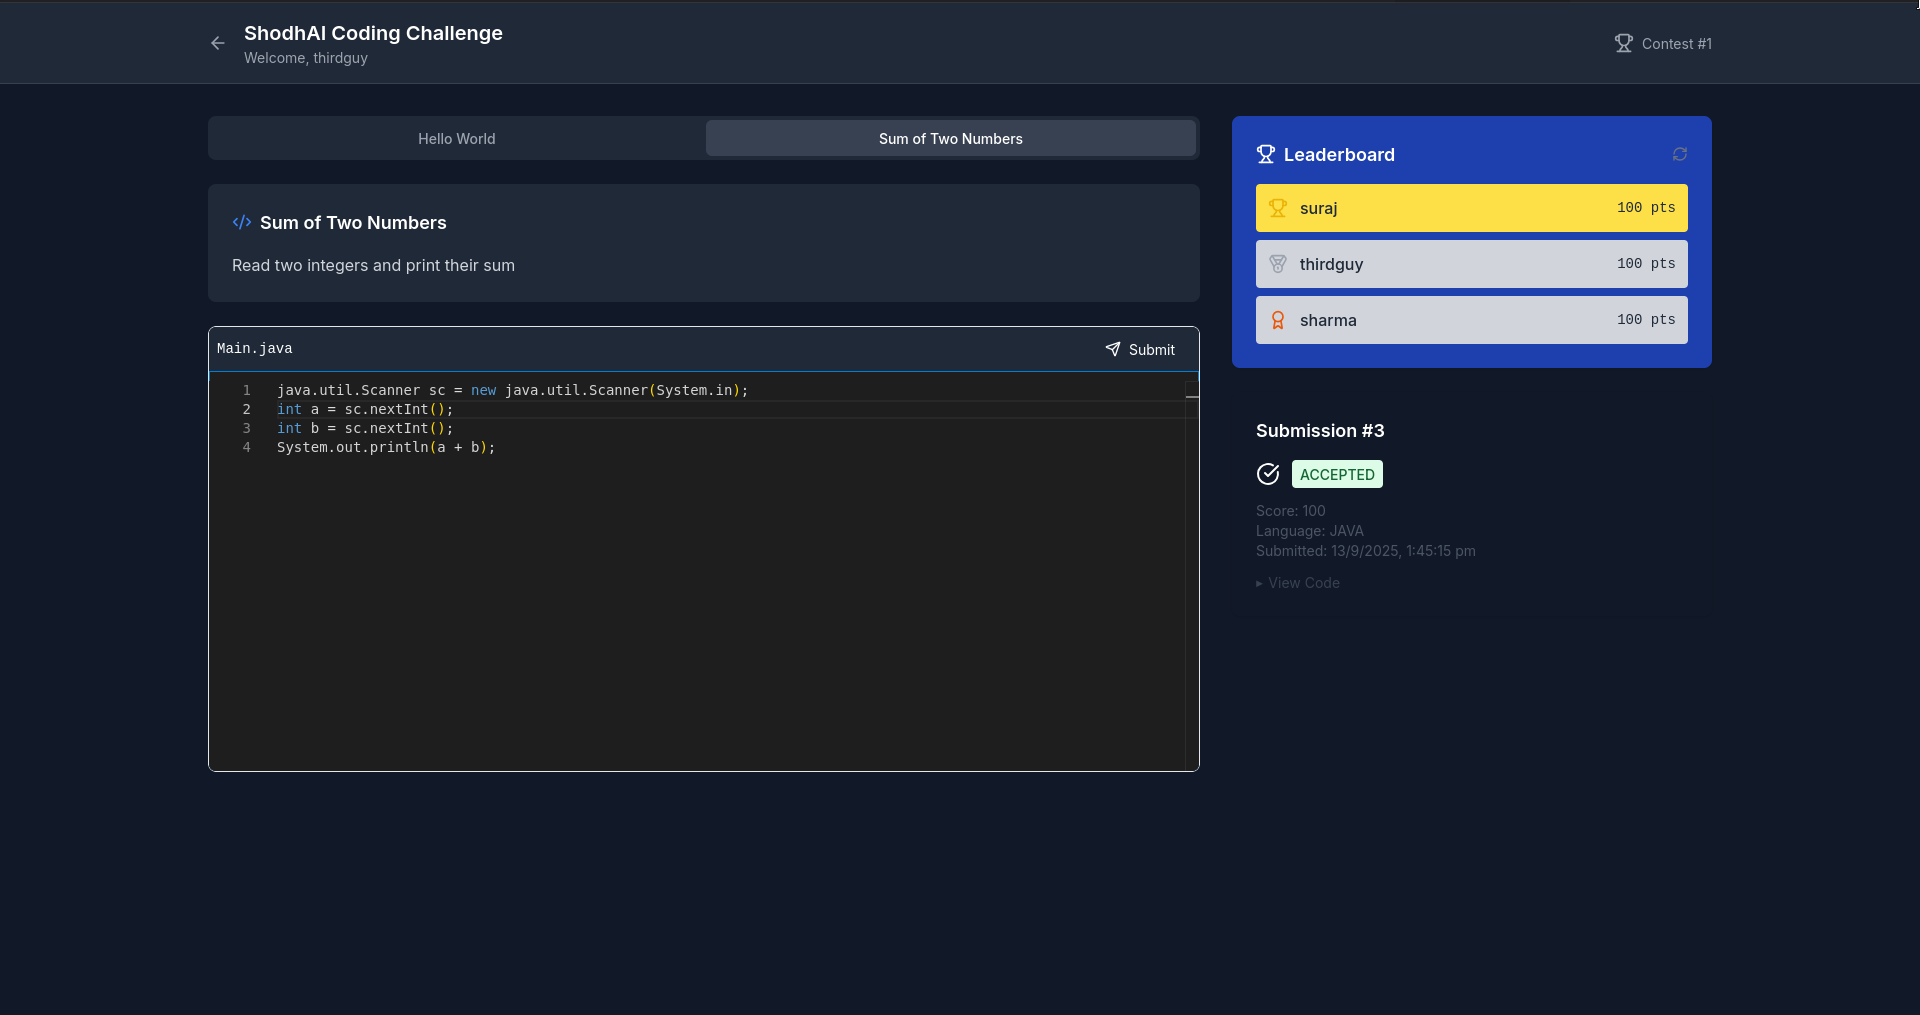 ShodhAI Coding Challenge
Welcome, thirdguy
Contest #1
Hello World
Sum of Two Numbers
Sum of Two Numbers
Read two integers and print their sum
Main.java
Submit
1 java.util.Scanner sc = new java.util.Scanner(System.in);
2 int a = sc.nextInt();
3 int b = sc.nextInt();
4 System.out.println(a + b);
Leaderboard
suraj 100 pts
thirdguy 100 pts
sharma 100 pts
Submission #3
ACCEPTED
Score: 100
Language: JAVA
Submitted: 13/9/2025, 1:45:15 pm
▸ View Code